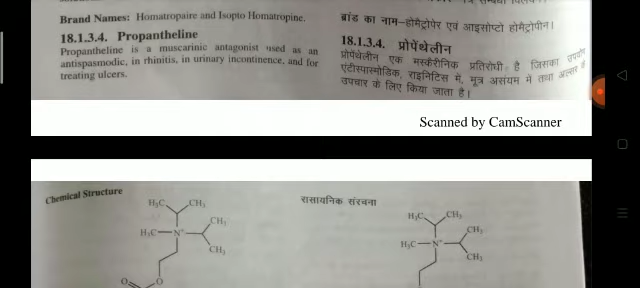 Brand Names: Homatropaire and Isopto Homatropine.
18.1.3.4. Propantheline
Propantheline is a muscarinic antagonist used as an
antispasmodic, in rhinitis, in urinary incontinence, and for
treating ulcers.
ब्रांड का नाम–होमैट्रोपेर एवं आइसोप्टो होमैट्रोपीन।
18.1.3.4. प्रोपेंथेलीन
प्रोपेंथेलीन एक मस्कैरीनिक प्रतिरोधी है जिसका उपयोग
एंटीस्पास्मोडिक, राइनिटिस में, मूत्र असंयम में तथा अल्सर के
उपचार के लिए किया जाता है।
Scanned by CamScanner
Chemical Structure
H₃C CH₃
CH₃
H₃C N⁺
CH₃
O
O
रासायनिक संरचना
H₃C CH₃
CH₃
H₃C N⁺
CH₃